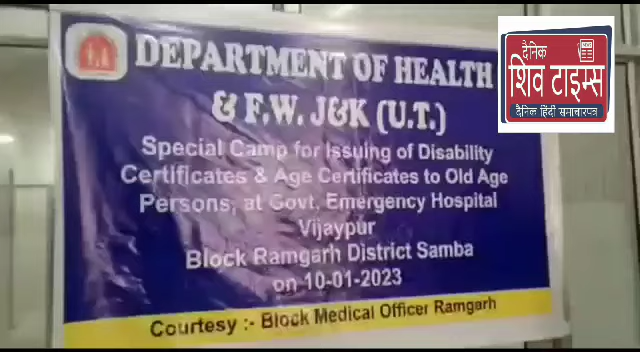 DEPARTMENT OF HEALTH
& F.W. J&K (U.T.)
Special Camp for Issuing of Disability
Certificates & Age Certificates to Old Age
Persons, at Govt. Emergency Hospital
Vijaypur
Block Ramgarh District Samba
on 10-01-2023
Courtesy :- Block Medical Officer Ramgarh
दैनिक
शिव टाइम्स
दैनिक हिंदी समाचारपत्र